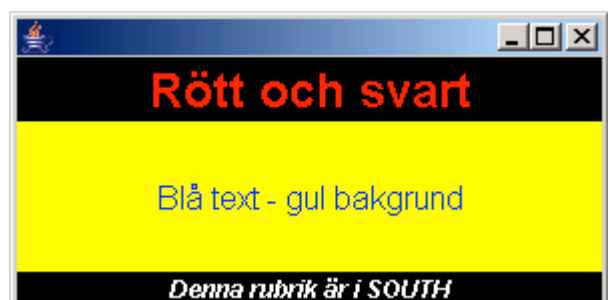 Rött och svart
Blå text - gul bakgrund
Denna rubrik är i SOUTH